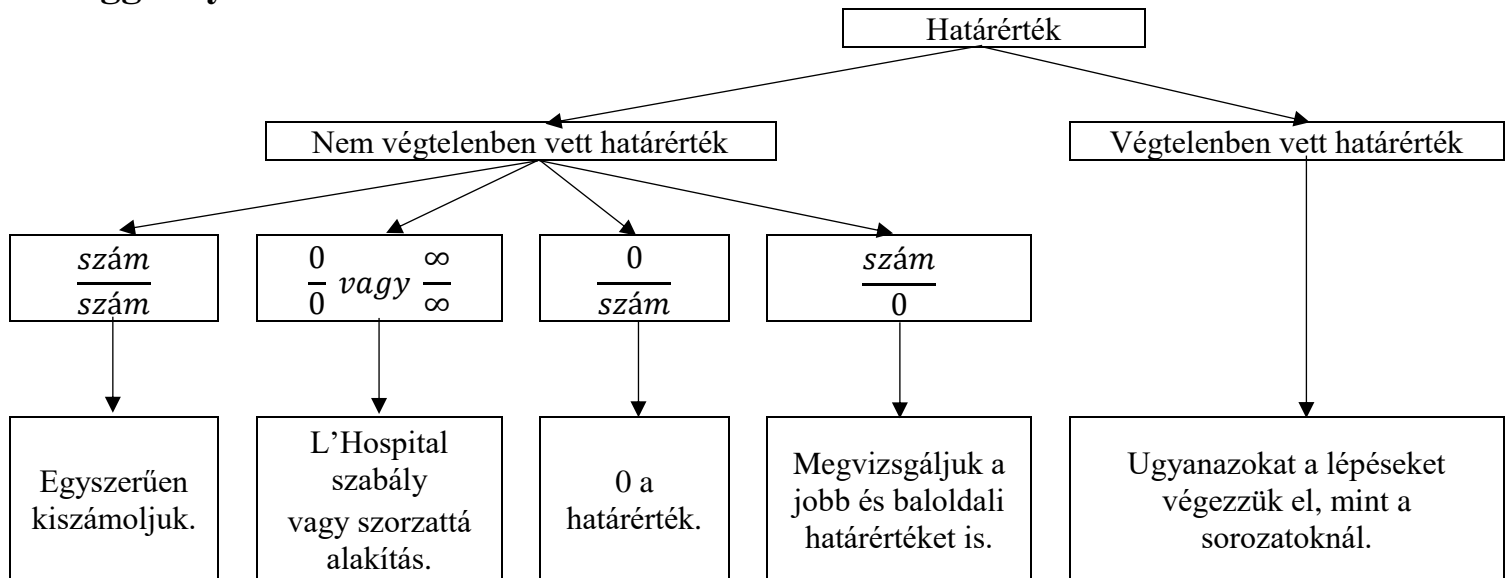 Határérték
Nem végtelenben vett határérték
Végtelenben vett határérték
szám
szám
0
0
vagy
∞
∞
0
szám
szám
0
Egyszerűen
kiszámoljuk.
L’Hospital
szabály
vagy szorzattá
alakítás.
0 a
határérték.
Megvizsgáljuk a
jobb és baloldali
határértéket is.
Ugyanazokat a lépéseket
végezzük el, mint a
sorozatoknál.